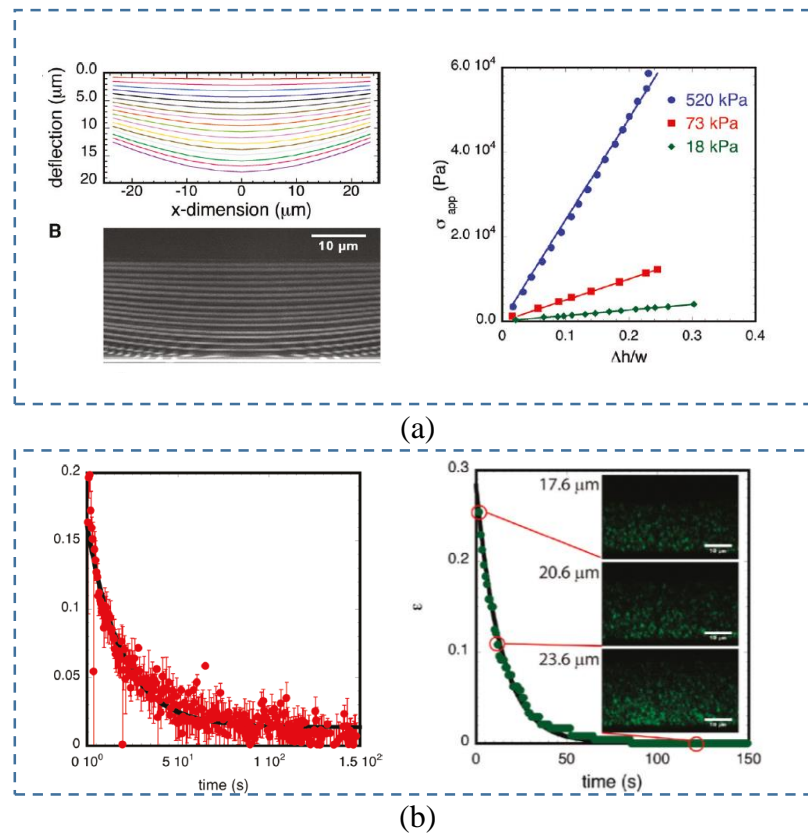 0.0
5.0
10
15
20
deflection (μm)
-20 -10 0 10 20
x-dimension (μm)
B
10 μm
6.0 10⁴
4.0 10⁴
2.0 10⁴
0.0
σ app (Pa)
520 kPa
73 kPa
18 kPa
0 0.1 0.2 0.3 0.4
Λh/w
(a)
0.2
0.15
0.1
0.05
0
0 10⁰ 5 10¹ 1 10² 1.5 10²
time (s)
0.3
0.2
0.1
0
ε
17.6 μm
20.6 μm
23.6 μm
0 50 100 150
time (s)
(b)